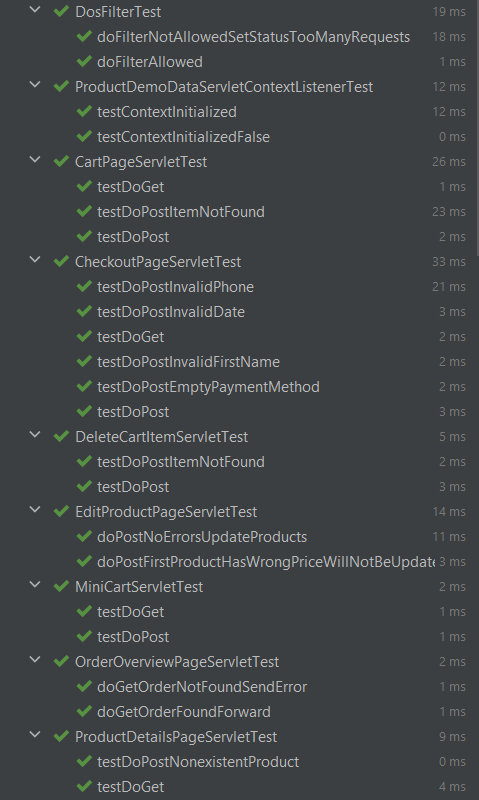 DosFilterTest 19 ms
doFilterNotAllowedSetStatusTooManyRequests 18 ms
doFilterAllowed 1 ms
ProductDemoDataServletContextListenerTest 12 ms
testContextInitialized 12 ms
testContextInitializedFalse 0 ms
CartPageServletTest 26 ms
testDoGet 1 ms
testDoPostItemNotFound 23 ms
testDoPost 2 ms
CheckoutPageServletTest 33 ms
testDoPostInvalidPhone 21 ms
testDoPostInvalidDate 3 ms
testDoGet 2 ms
testDoPostInvalidFirstName 2 ms
testDoPostEmptyPaymentMethod 2 ms
testDoPost 3 ms
DeleteCartItemServletTest 5 ms
testDoPostItemNotFound 2 ms
testDoPost 3 ms
EditProductPageServletTest 14 ms
doPostNoErrorsUpdateProducts 11 ms
doPostFirstProductHasWrongPriceWillNotBeUpdate 3 ms
MiniCartServletTest 2 ms
testDoGet 1 ms
testDoPost 1 ms
OrderOverviewPageServletTest 2 ms
doGetOrderNotFoundSendError 1 ms
doGetOrderFoundForward 1 ms
ProductDetailsPageServletTest 9 ms
testDoPostNonexistentProduct 0 ms
testDoGet 4 ms